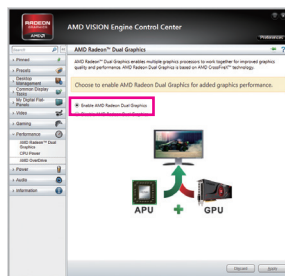 RADEON
GRAPHICS
AMD
AMD VISION Engine Control Center
Preferences
Search
AMD Radeon™ Dual Graphics
Pinned
Presets
Desktop Management
Common Display Tasks
My Digital Flat-Panels
Video
Gaming
Performance
AMD Radeon™ Dual Graphics
CPU Power
AMD OverDrive
Power
Audio
Information
AMD Radeon™ Dual Graphics enables multiple graphics processors to work together for improved graphics
quality and performance. AMD Radeon Dual Graphics is based on AMD CrossFireX™ technology.
Choose to enable AMD Radeon Dual Graphics for added graphics performance.
Enable AMD Radeon Dual Graphics
APU
+
GPU
Discard
Apply